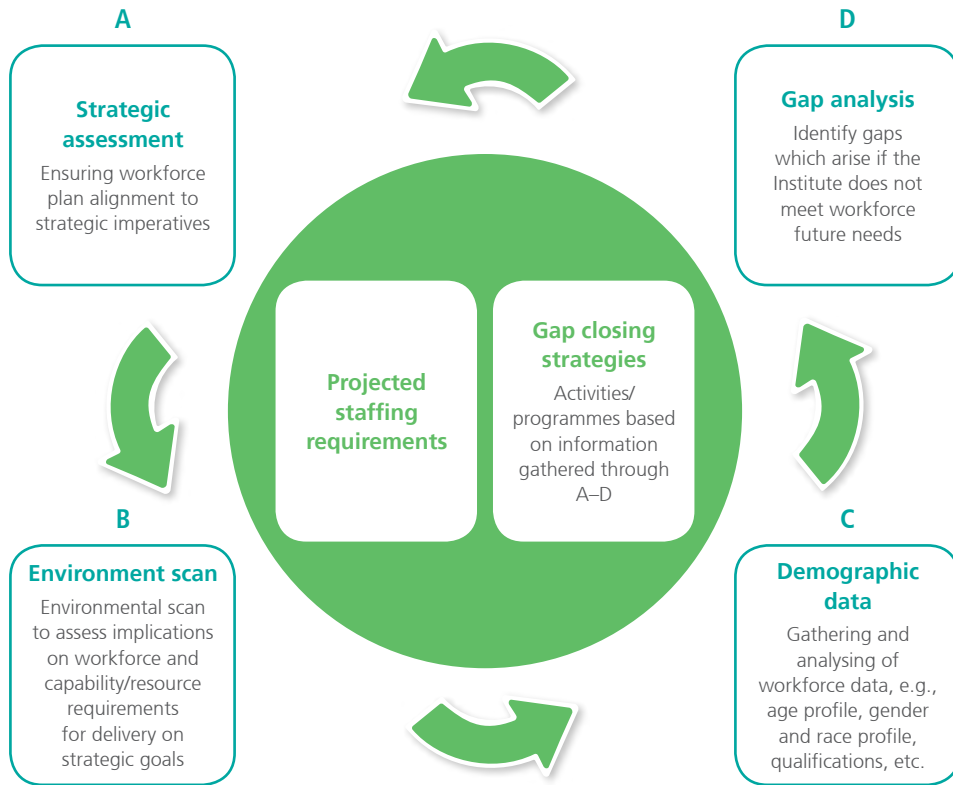 A
Strategic
assessment
Ensuring workforce
plan alignment to
strategic imperatives
B
Environment scan
Environmental scan
to assess implications
on workforce and
capability/resource
requirements
for delivery on
strategic goals
C
Demographic
data
Gathering and
analysing of
workforce data, e.g.,
age profile, gender
and race profile,
qualifications, etc.
D
Gap analysis
Identify gaps
which arise if the
Institute does not
meet workforce
future needs
Projected
staffing
requirements
Gap closing
strategies
Activities/
programmes based
on information
gathered through
A–D